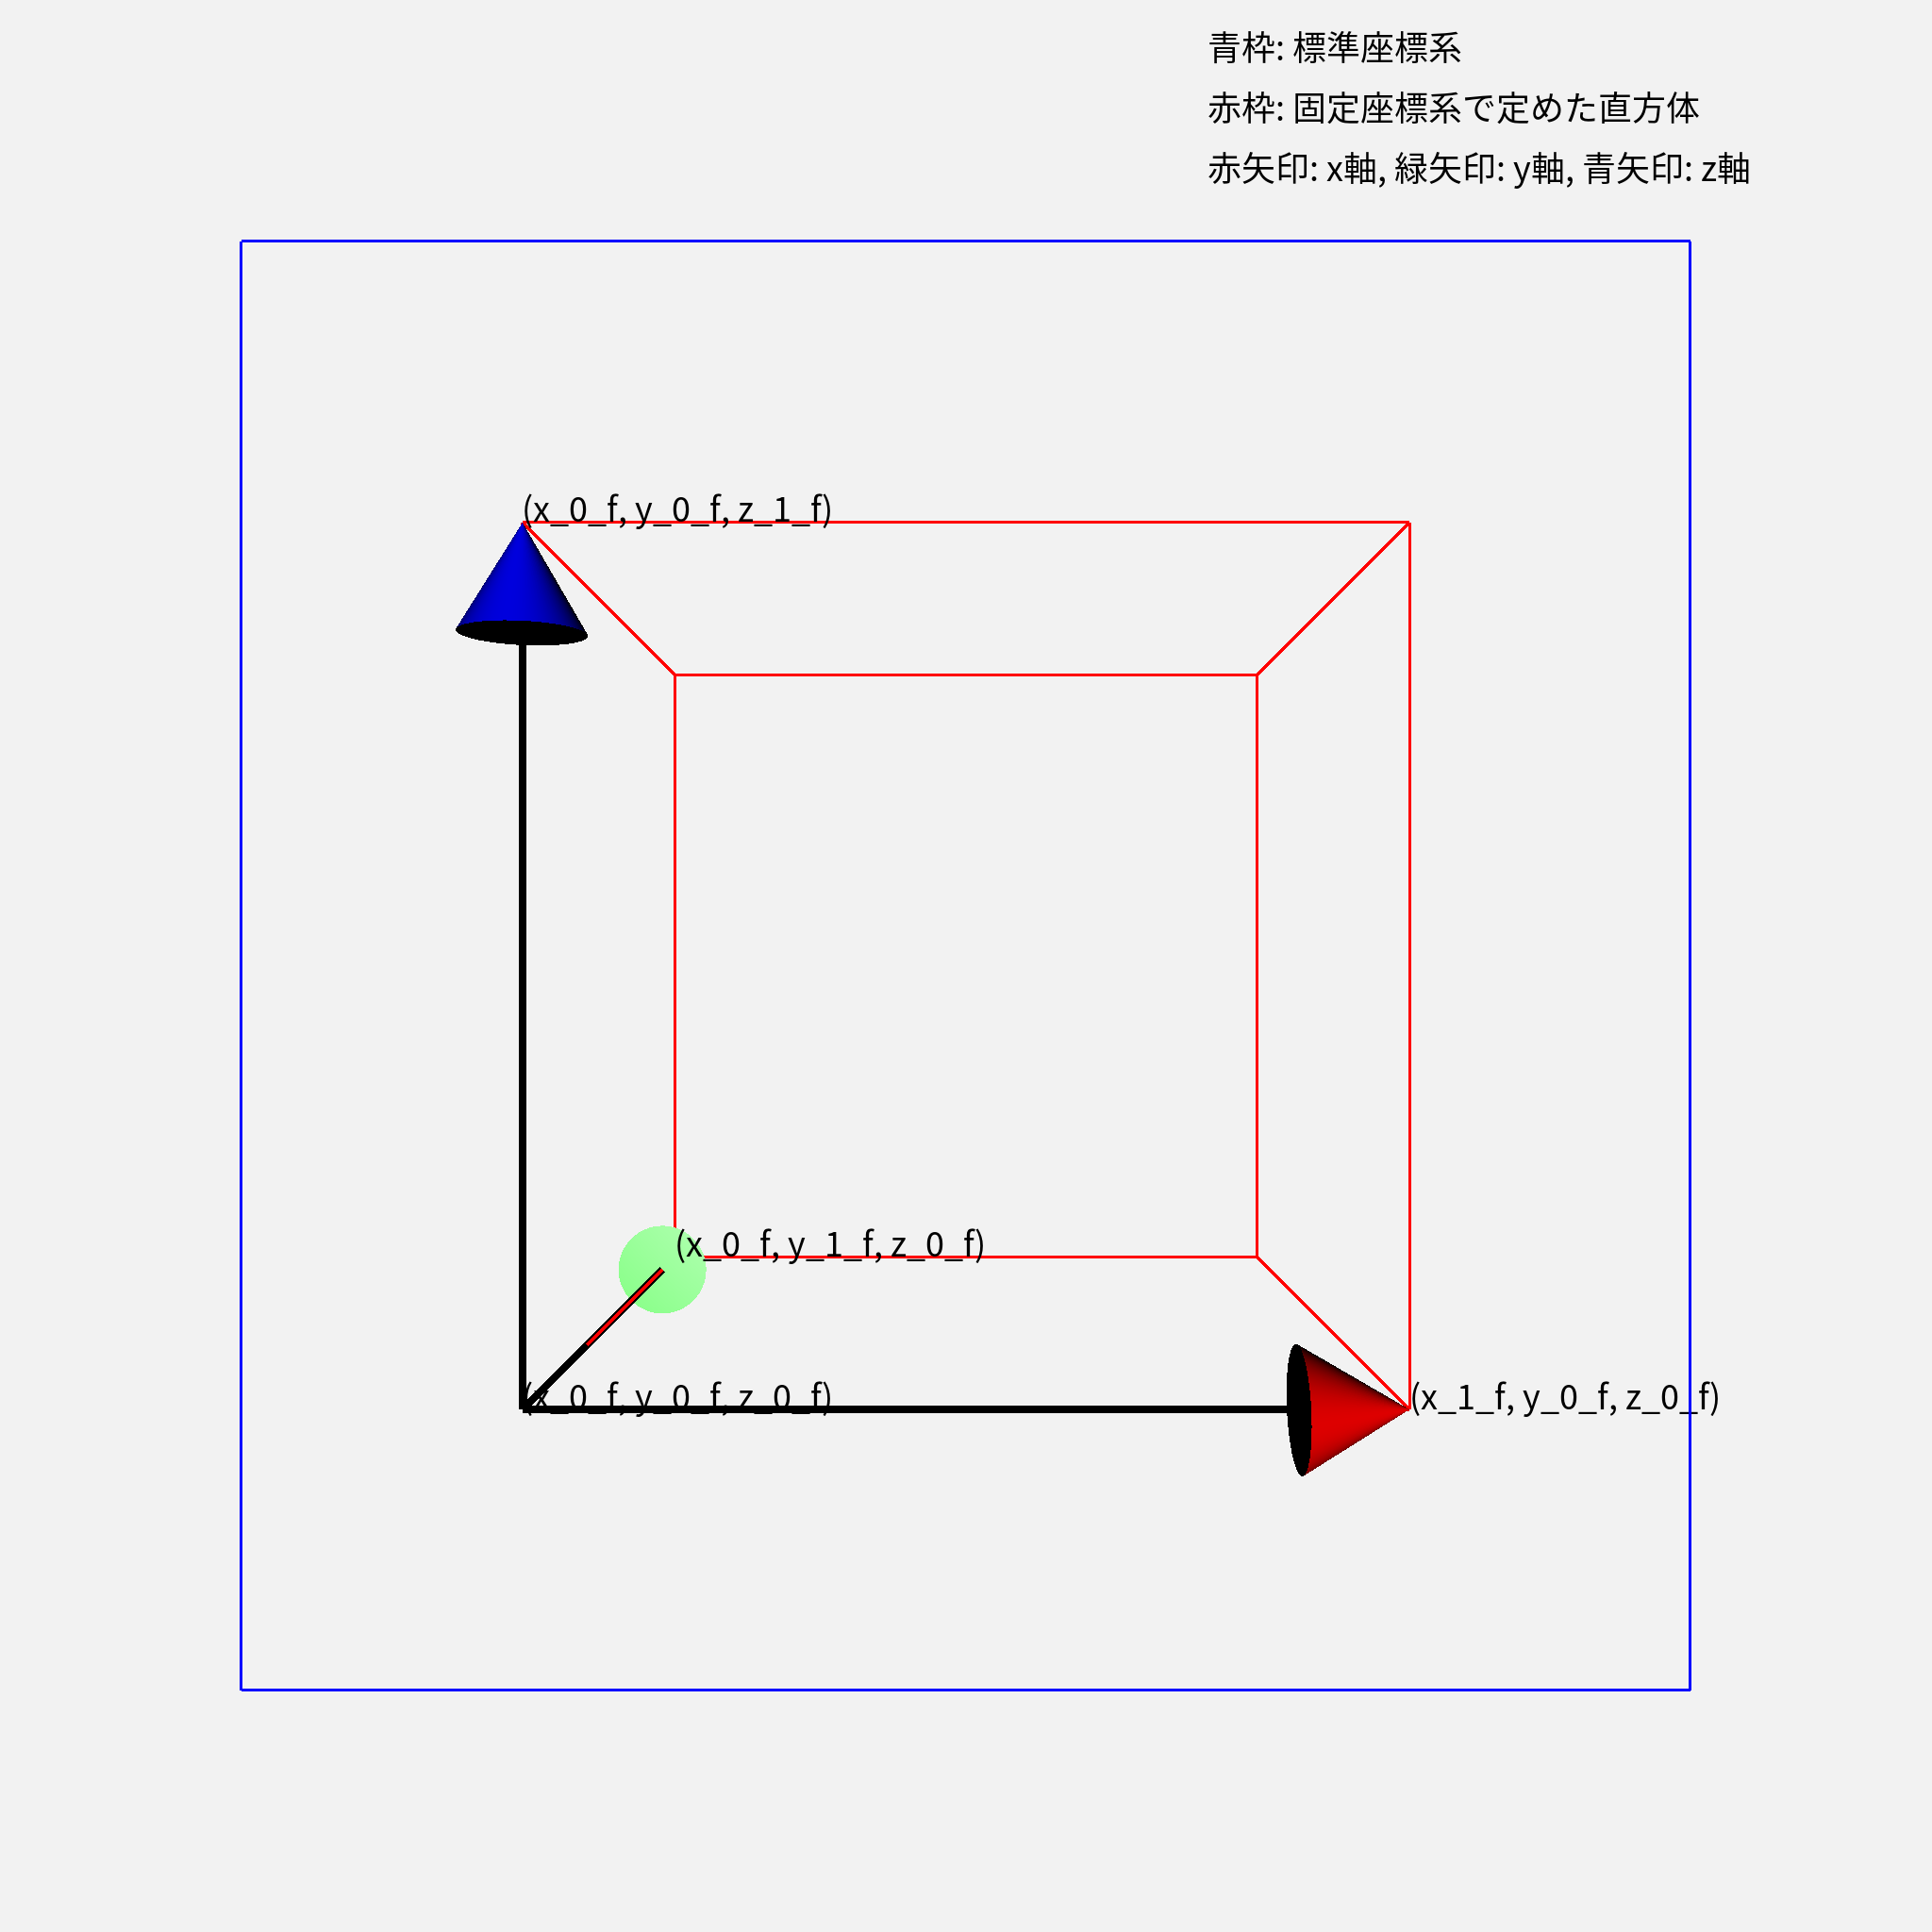 青枠: 標準座標系
赤枠: 固定座標系で定めた直方体
赤矢印: x軸, 緑矢印: y軸, 青矢印: z軸
(x_0_f, y_0_f, z_1_f)
(x_0_f, y_1_f, z_0_f)
(x_0_f, y_0_f, z_0_f)
(x_1_f, y_0_f, z_0_f)